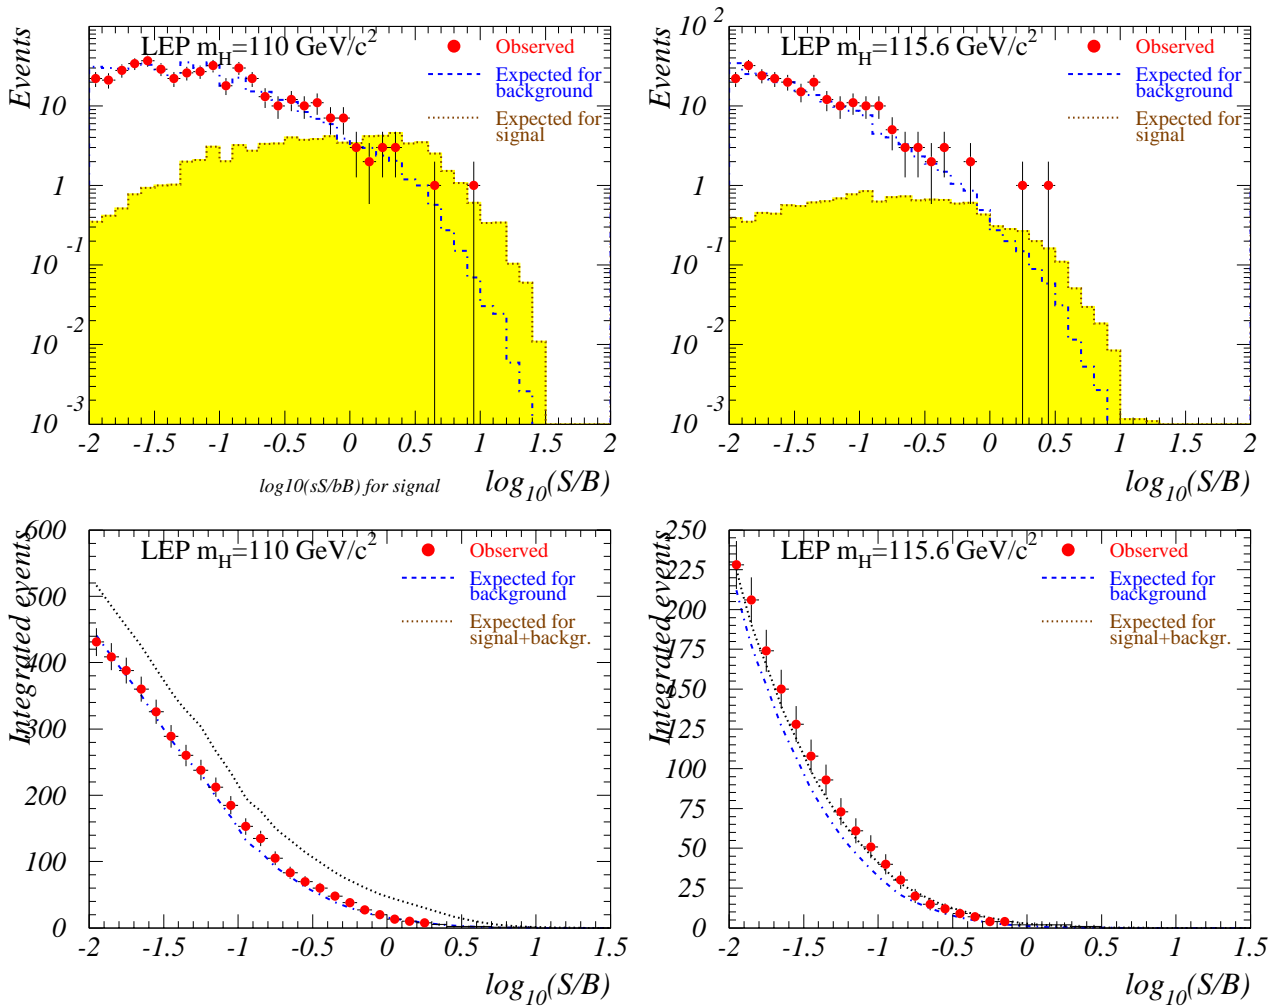 LEP m_H=110 GeV/c²
Observed
Expected for
background
Expected for
signal
Events
10
1
10⁻¹
10⁻²
10⁻³
-2 -1.5 -1 -0.5 0 0.5 1 1.5 2
log10(sS/bB) for signal
log₁₀(S/B)
LEP m_H=115.6 GeV/c²
Observed
Expected for
background
Expected for
signal
Events
10²
10
1
10⁻¹
10⁻²
10⁻³
-2 -1.5 -1 -0.5 0 0.5 1 1.5 2
log₁₀(S/B)
LEP m_H=110 GeV/c²
Observed
Expected for
background
Expected for
signal+backgr.
Integrated events
600
500
400
300
200
100
0
-2 -1.5 -1 -0.5 0 0.5 1 1.5
log₁₀(S/B)
LEP m_H=115.6 GeV/c²
Observed
Expected for
background
Expected for
signal+backgr.
Integrated events
250
225
200
175
150
125
100
75
50
25
0
-2 -1.5 -1 -0.5 0 0.5 1 1.5
log₁₀(S/B)